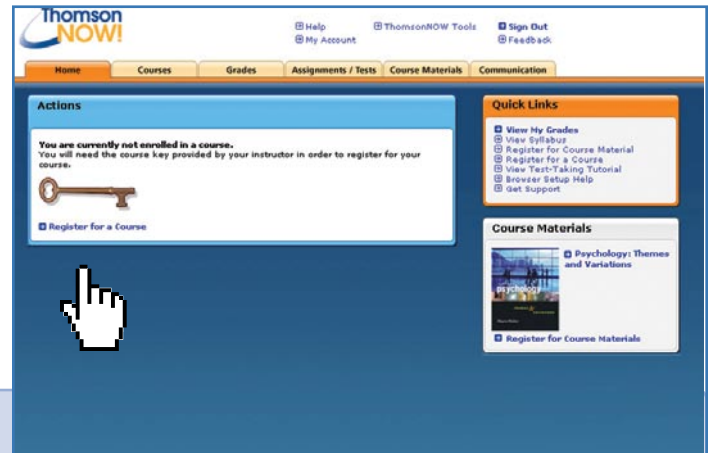 Thomson
NOW!
Help
ThomsonNOW Tools
Sign Out
My Account
Feedback
Home
Courses
Grades
Assignments / Tests
Course Materials
Communication
Actions
You are currently not enrolled in a course.
You will need the course key provided by your instructor in order to register for your
course.
Register for a Course
Quick Links
View My Grades
View Syllabus
Register for Course Material
Register for a Course
View Test-Taking Tutorial
Browser Setup Help
Get Support
Course Materials
Psychology: Themes
and Variations
psychology
Register for Course Materials